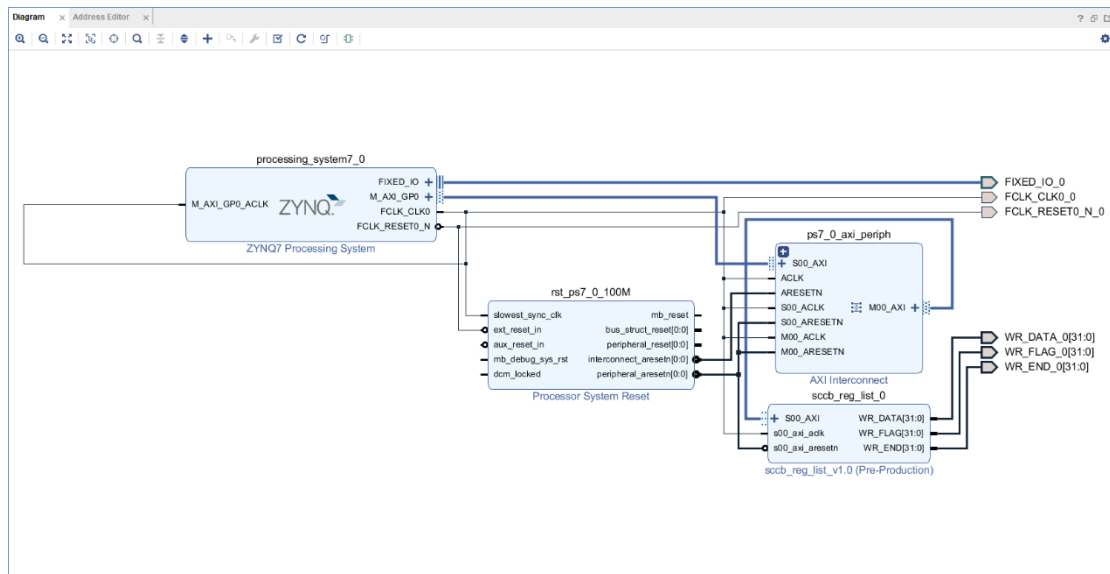 Diagram × Address Editor ×
? 
processing_system7_0
FIXED_IO
M_AXI_GP0
M_AXI_GP0_ACLK
ZYNQ
FCLK_CLK0
FCLK_RESET0_N
ZYNQ7 Processing System
FIXED_IO_0
FCLK_CLK0_0
FCLK_RESET0_N_0
rst_ps7_0_100M
slowest_sync_clk
mb_reset
ext_reset_in
bus_struct_reset[0:0]
aux_reset_in
peripheral_reset[0:0]
mb_debug_sys_rst
interconnect_aresetn[0:0]
dcm_locked
peripheral_aresetn[0:0]
Processor System Reset
ps7_0_axi_periph
S00_AXI
ACLK
ARESETN
S00_ACLK
M00_AXI
S00_ARESETN
M00_ACLK
M00_ARESETN
AXI Interconnect
WR_DATA_0[31:0]
WR_FLAG_0[31:0]
WR_END_0[31:0]
sccb_reg_list_0
S00_AXI
WR_DATA[31:0]
s00_axi_aclk
WR_FLAG[31:0]
s00_axi_aresetn
WR_END[31:0]
sccb_reg_list_v1.0 (Pre-Production)